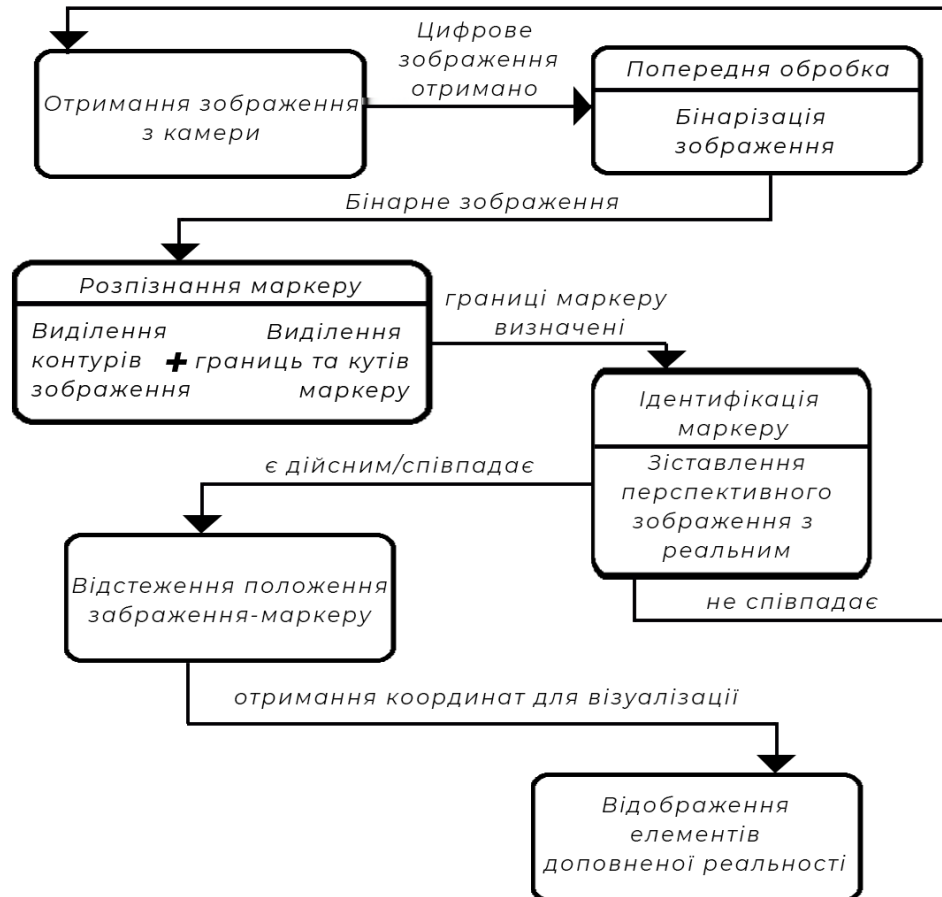 Цифрове
зображення
отримано
Отримання зображення
з камери
Попередня обробка
Бінарізація
зображення
Бінарне зображення
Розпізнання маркеру
Виділення
контурів
зображення
+
Виділення
границь та кутів
маркеру
границі маркеру
визначені
Ідентифікація
маркеру
Зіставлення
перспективного
зображення з
реальним
є дійсним/співпадає
не співпадає
Відстеження положення
забраження-маркеру
отримання координат для візуалізації
Відображення
елементів
доповненої реальності